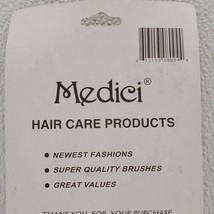 Medici®
HAIR CARE PRODUCTS
• NEWEST FASHIONS
• SUPER QUALITY BRUSHES
• GREAT VALUES
THANK YOU FOR YOUR PURCHASE